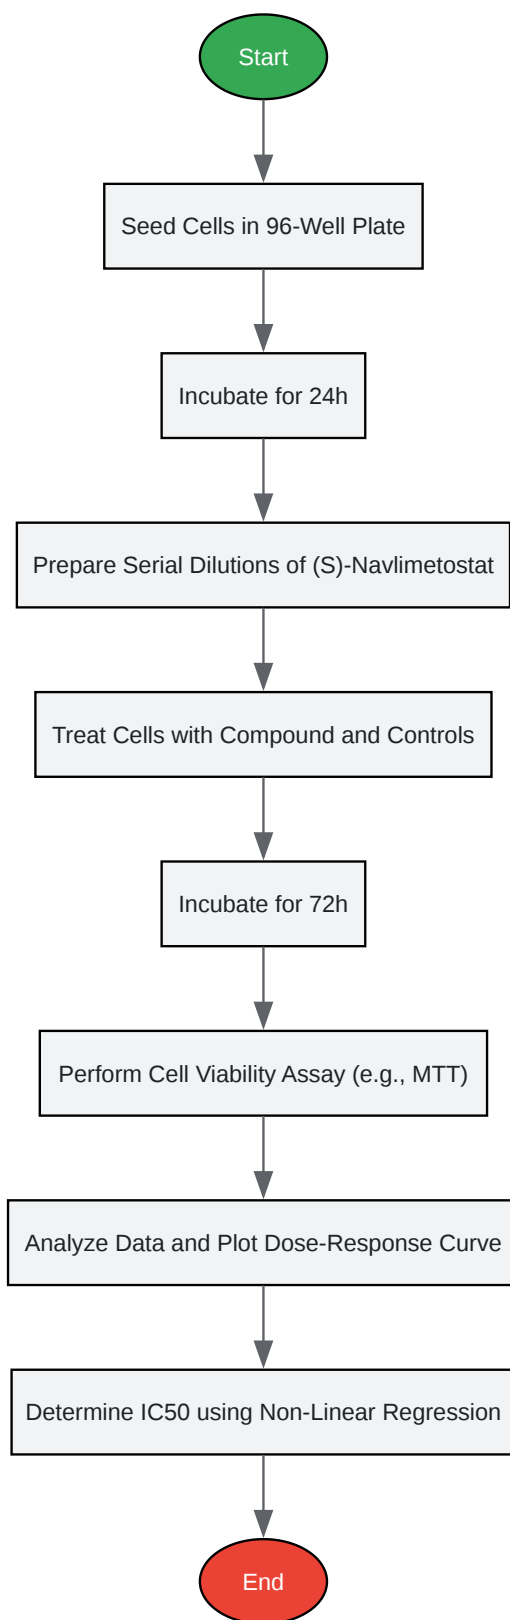 Start
Seed Cells in 96-Well Plate
Incubate for 24h
Prepare Serial Dilutions of (S)-Navlimetostat
Treat Cells with Compound and Controls
Incubate for 72h
Perform Cell Viability Assay (e.g., MTT)
Analyze Data and Plot Dose-Response Curve
Determine IC50 using Non-Linear Regression
End